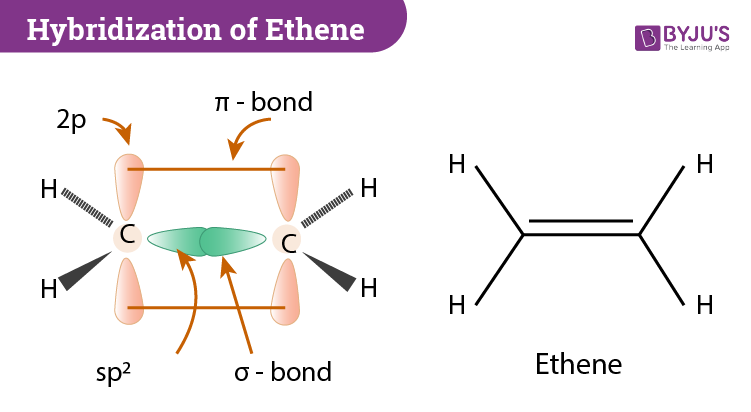 Hybridization of Ethene
BYJU'S
The Learning App
2p
π - bond
H
H
C
C
H
H
sp²
σ - bond
H
H
H
H
Ethene